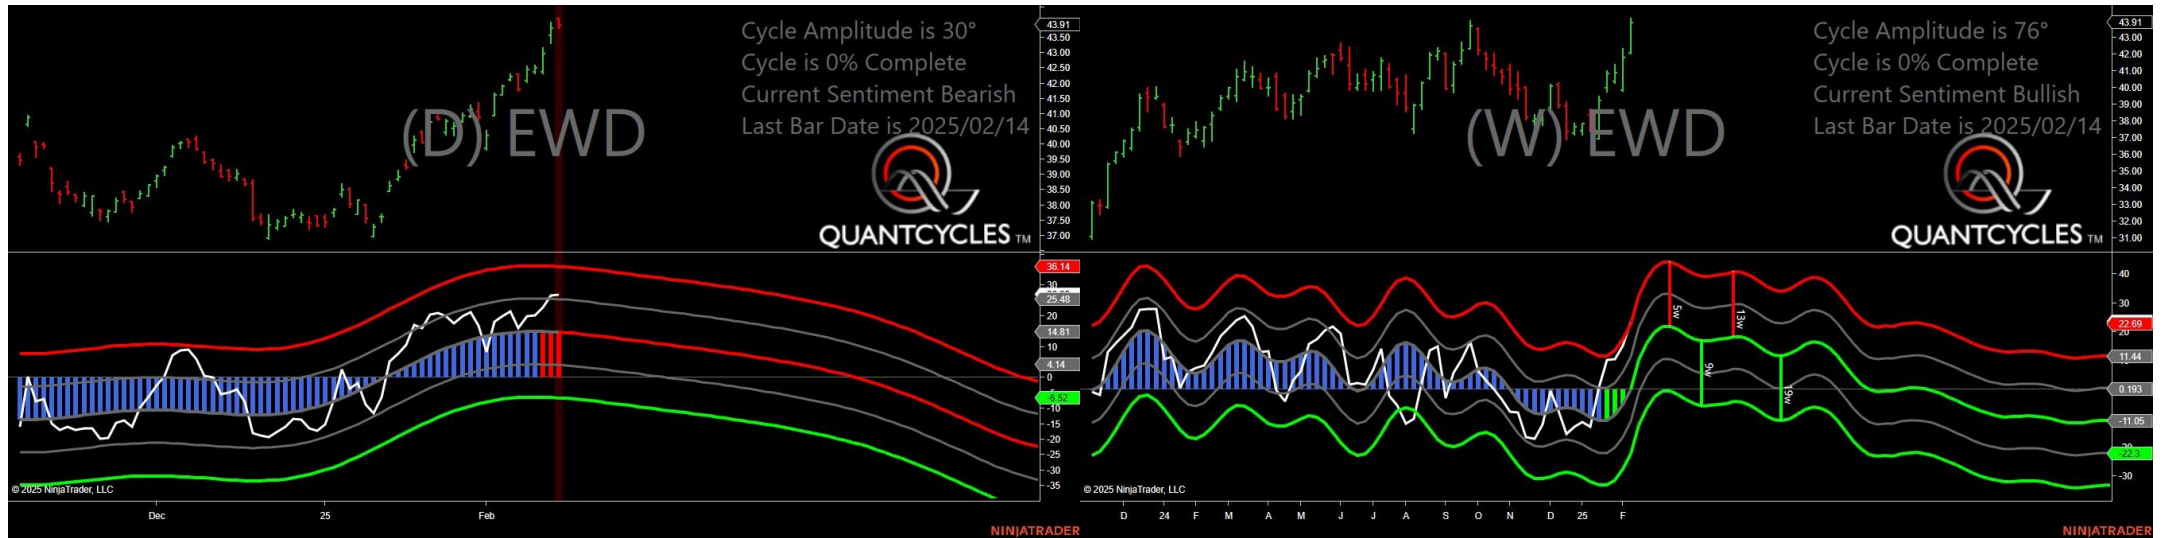 Cycle Amplitude is 30°
Cycle is 0% Complete
Current Sentiment Bearish
Last Bar Date is 2025/02/14
(D) EWD
QUANTCYCLES TM
43.91
43.50
43.00
42.50
42.00
41.50
41.00
40.50
40.00
39.50
39.00
38.50
38.00
37.50
37.00
36.14
30
25.48
20
14.81
10
4.14
0
-6.52
-10
-15
-20
-25
-30
-35
© 2025 NinjaTrader, LLC
Dec
25
Feb
NINJATRADER
Cycle Amplitude is 76°
Cycle is 0% Complete
Current Sentiment Bullish
Last Bar Date is 2025/02/14
(W) EWD
QUANTCYCLES TM
43.91
43.00
42.00
41.00
40.00
39.00
38.00
37.00
36.00
35.00
34.00
33.00
32.00
31.00
5w
13w
9w
19w
40
30
22.69
20
11.44
0.193
-11.05
-20
-22.3
-30
© 2025 NinjaTrader, LLC
D 24 F M A M J J A S O N D 25 F
NINJATRADER